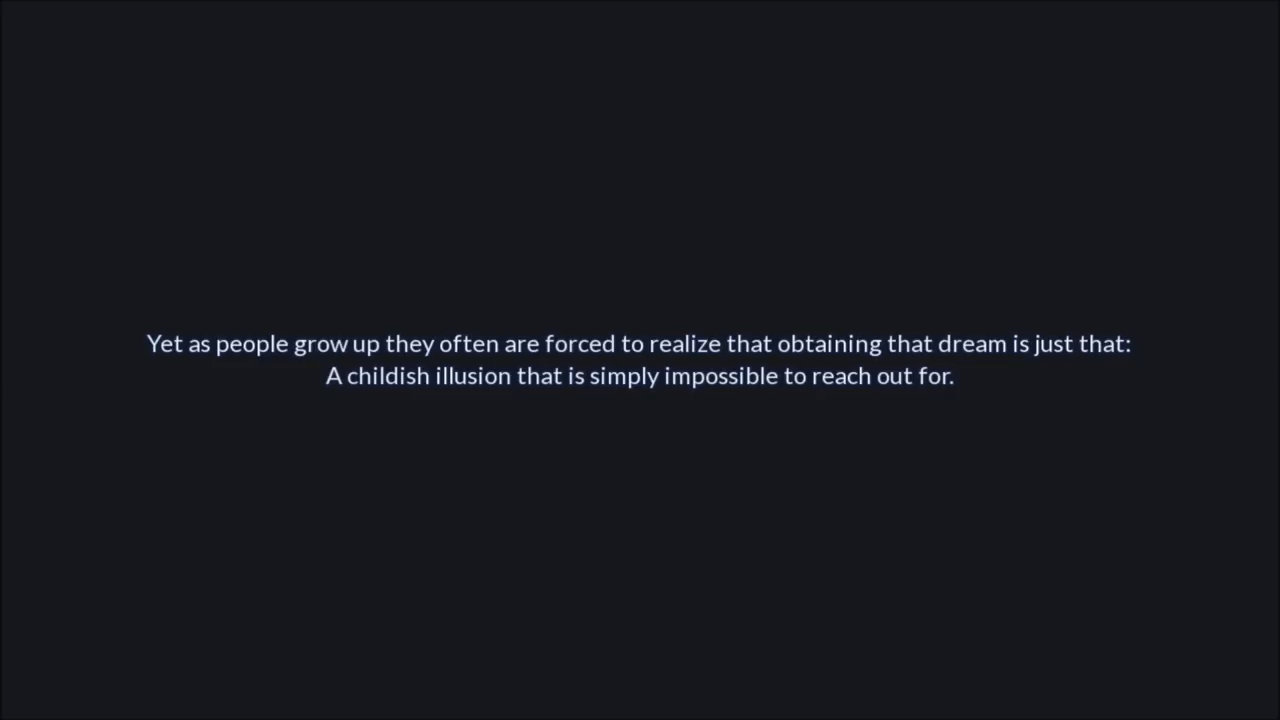 Yet as people grow up they often are forced to realize that obtaining that dream is just that:
A childish illusion that is simply impossible to reach out for.